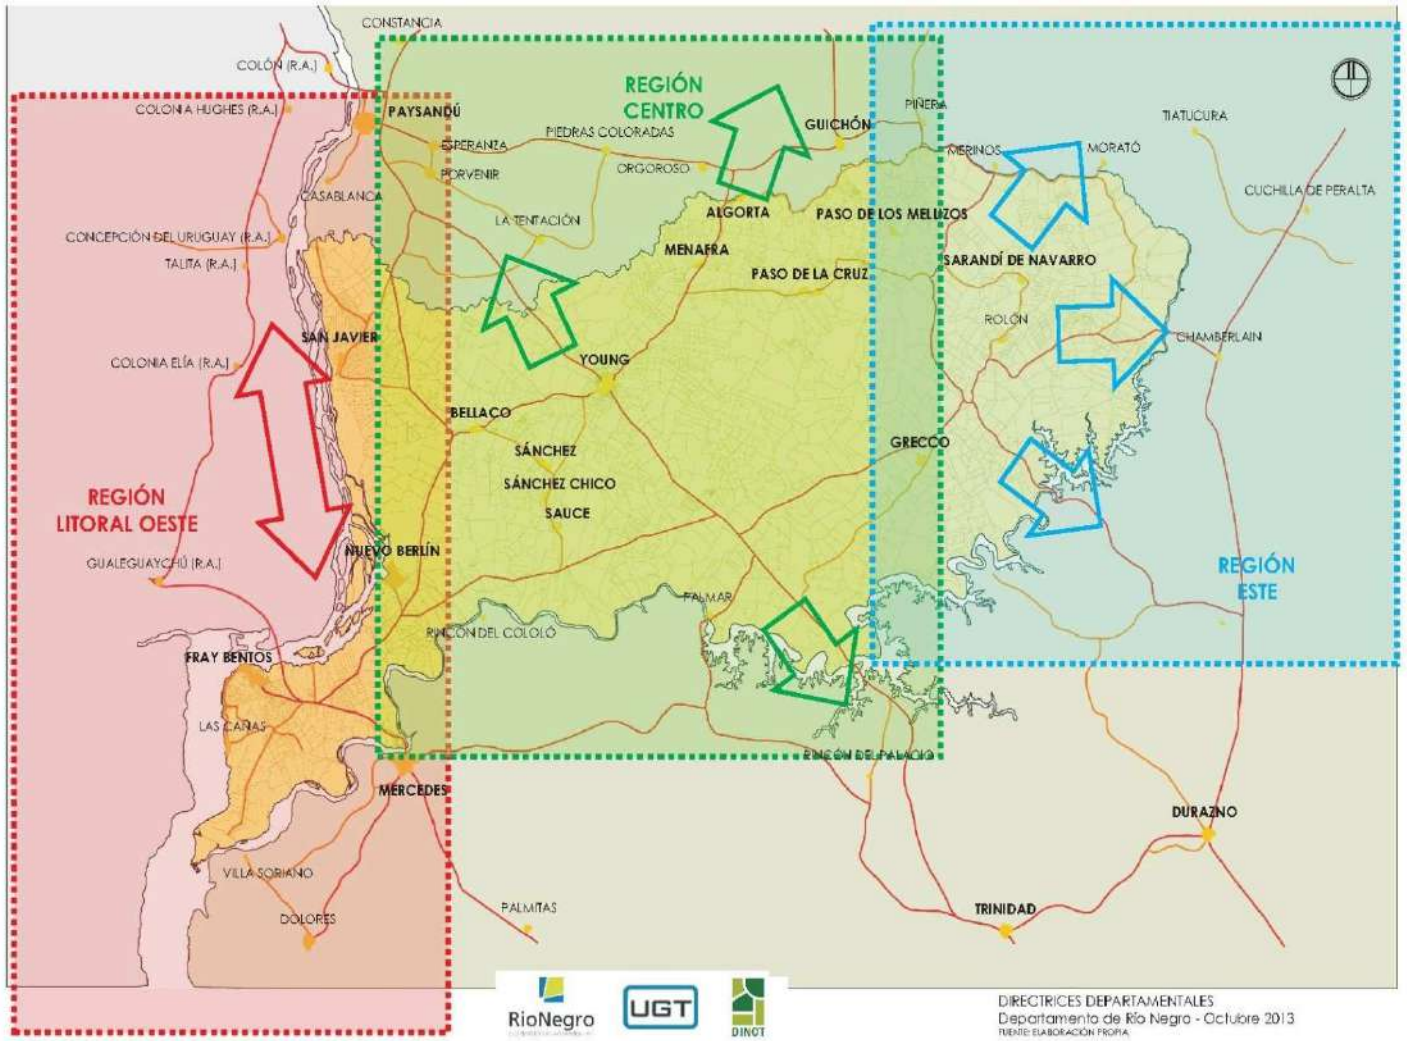 CONSTANCIA
COLÓN (R.A.)
REGIÓN
CENTRO
COLONIA HUGHES (R.A.)
PAYSANDÚ
PIÑERA
TIATUCURA
GUICHÓN
PIEDRAS COLORADAS
ESPERANZA
MERINOS
MORATÓ
ORGOROSO
PORVENIR
CASABLANCA
CUCHILLA DE PERALTA
LA TENTACIÓN
ALGORTA
PASO DE LOS MELLIZOS
CONCEPCIÓN DEL URUGUAY (R.A.)
MENAFRA
TALITA (R.A.)
PASO DE LA CRUZ
SARANDÍ DE NAVARRO
ROLÓN
SAN JAVIER
CHAMBERLAIN
COLONIA ELÍA (R.A.)
YOUNG
BELLACO
GRECCO
SÁNCHEZ
SÁNCHEZ CHICO
REGIÓN
LITORAL OESTE
SAUCE
NUEVO BERLÍN
GUALEGUAYCHÚ (R.A.)
REGIÓN
ESTE
PALMAR
RINCÓN DEL COLOLÓ
FRAY BENTOS
LAS CAÑAS
RINCÓN DEL PALACIO
MERCEDES
DURAZNO
VILLA SORIANO
PALMITAS
TRINIDAD
DOLORES
RioNegro
UGT
DINOT
DIRECTRICES DEPARTAMENTALES
Departamento de Río Negro - Octubre 2013
FUENTE: ELABORACIÓN PROPIA